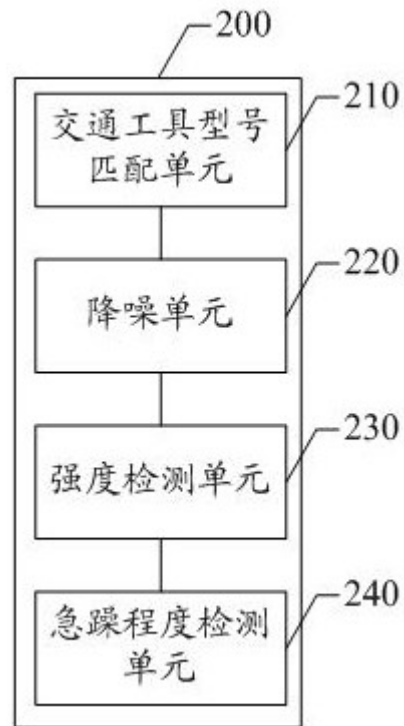 200
交通工具型号
匹配单元
210
降噪单元
220
强度检测单元
230
急躁程度检测
单元
240